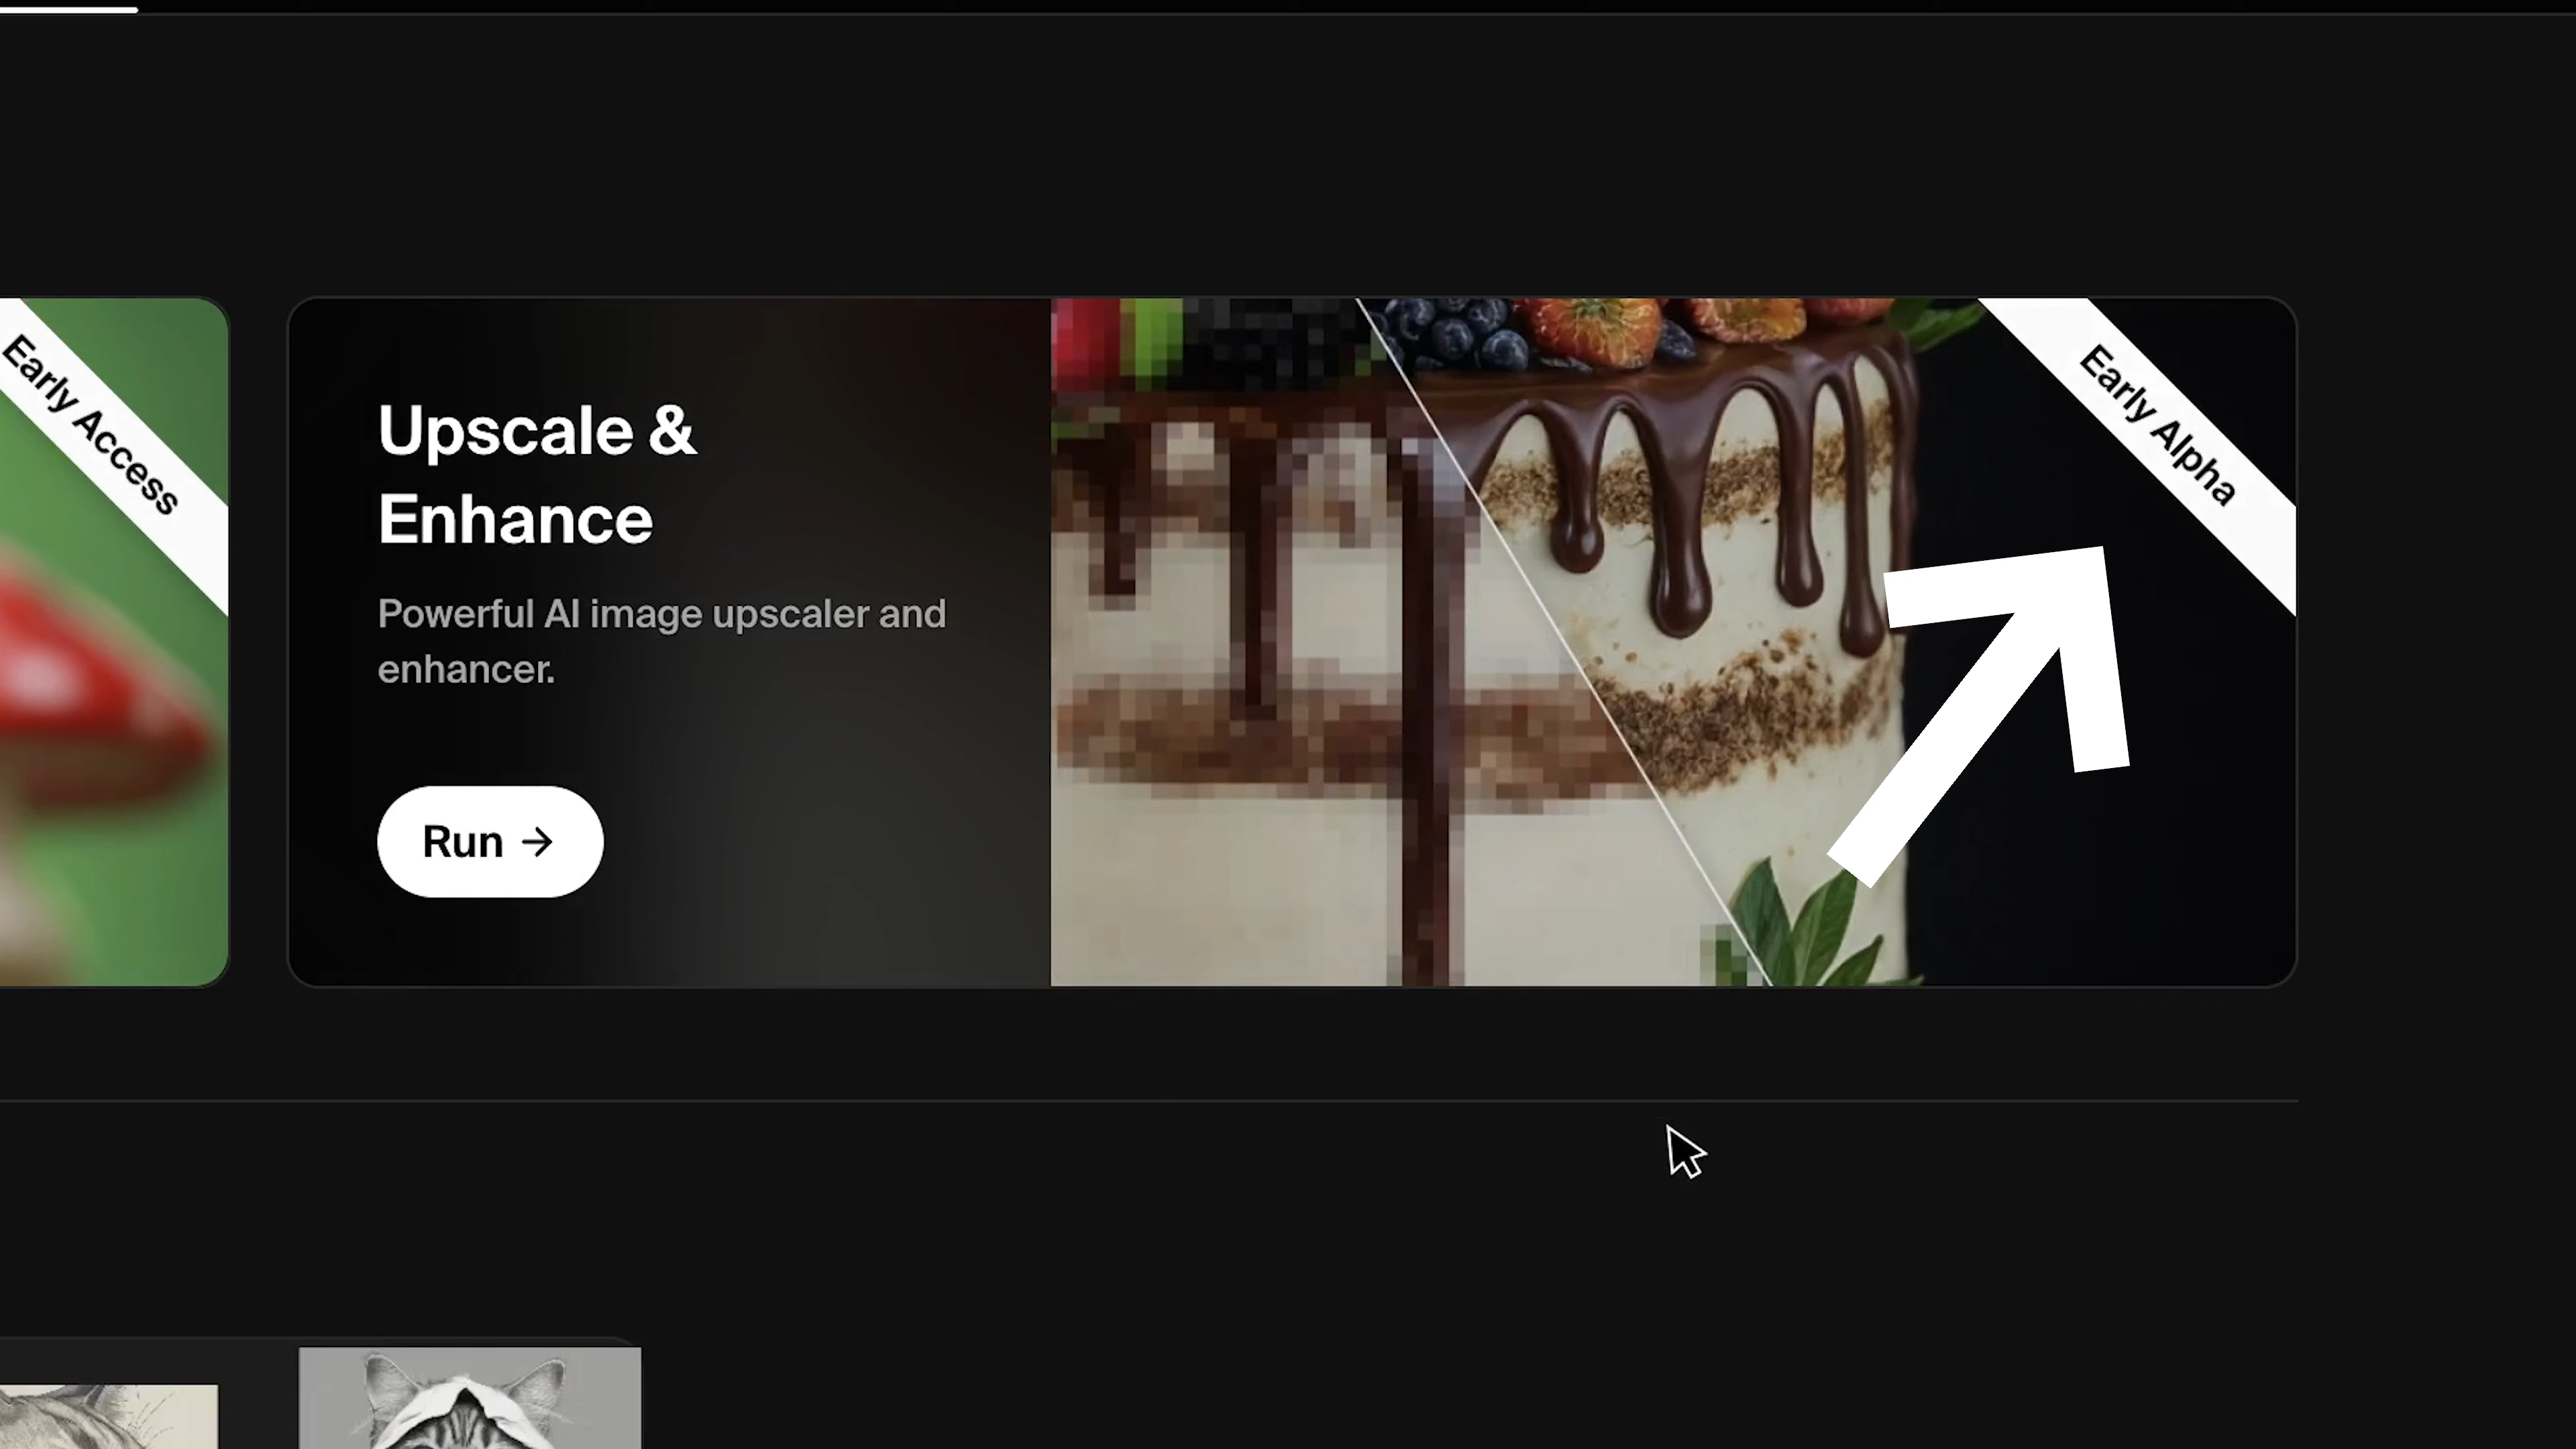 Early Access
Upscale &
Enhance
Powerful AI image upscaler and
enhancer.
Run →
Early Alpha